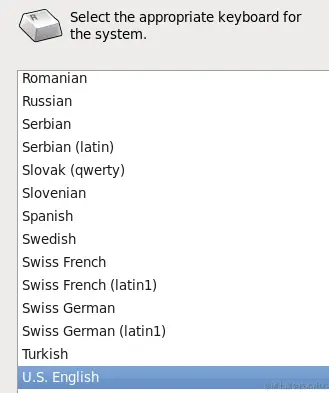 Select the appropriate keyboard for
the system.
Romanian
Russian
Serbian
Serbian (latin)
Slovak (qwerty)
Slovenian
Spanish
Swedish
Swiss French
Swiss French (latin1)
Swiss German
Swiss German (latin1)
Turkish
U.S. English